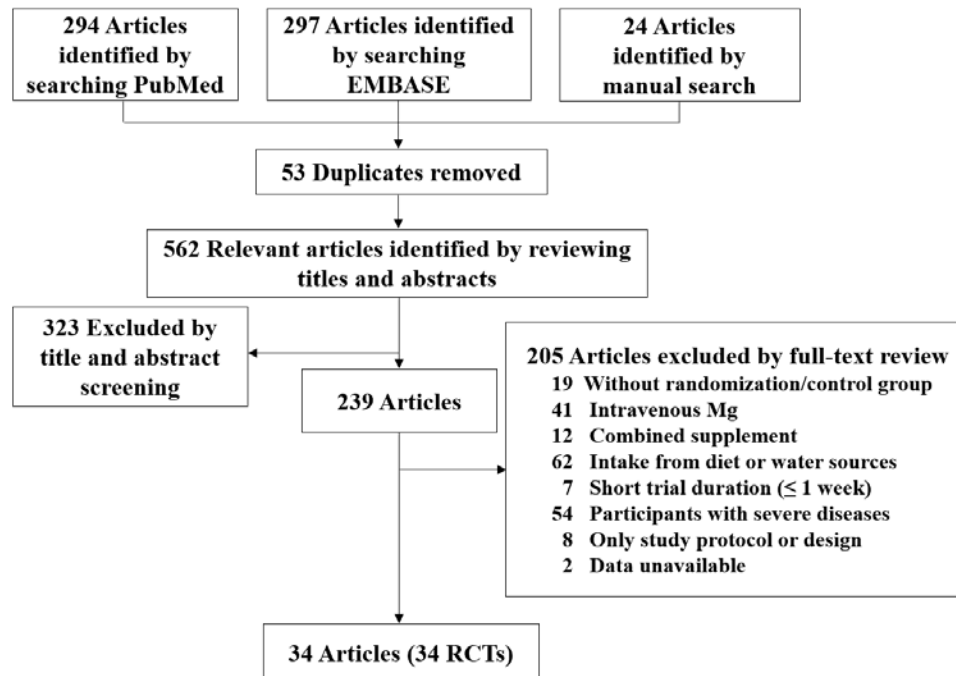 294 Articles
identified by
searching PubMed
297 Articles identified
by searching
EMBASE
24 Articles
identified by
manual search
53 Duplicates removed
562 Relevant articles identified by reviewing
titles and abstracts
323 Excluded by
title and abstract
screening
239 Articles
205 Articles excluded by full-text review
19 Without randomization/control group
41 Intravenous Mg
12 Combined supplement
62 Intake from diet or water sources
7 Short trial duration (≤ 1 week)
54 Participants with severe diseases
8 Only study protocol or design
2 Data unavailable
34 Articles (34 RCTs)